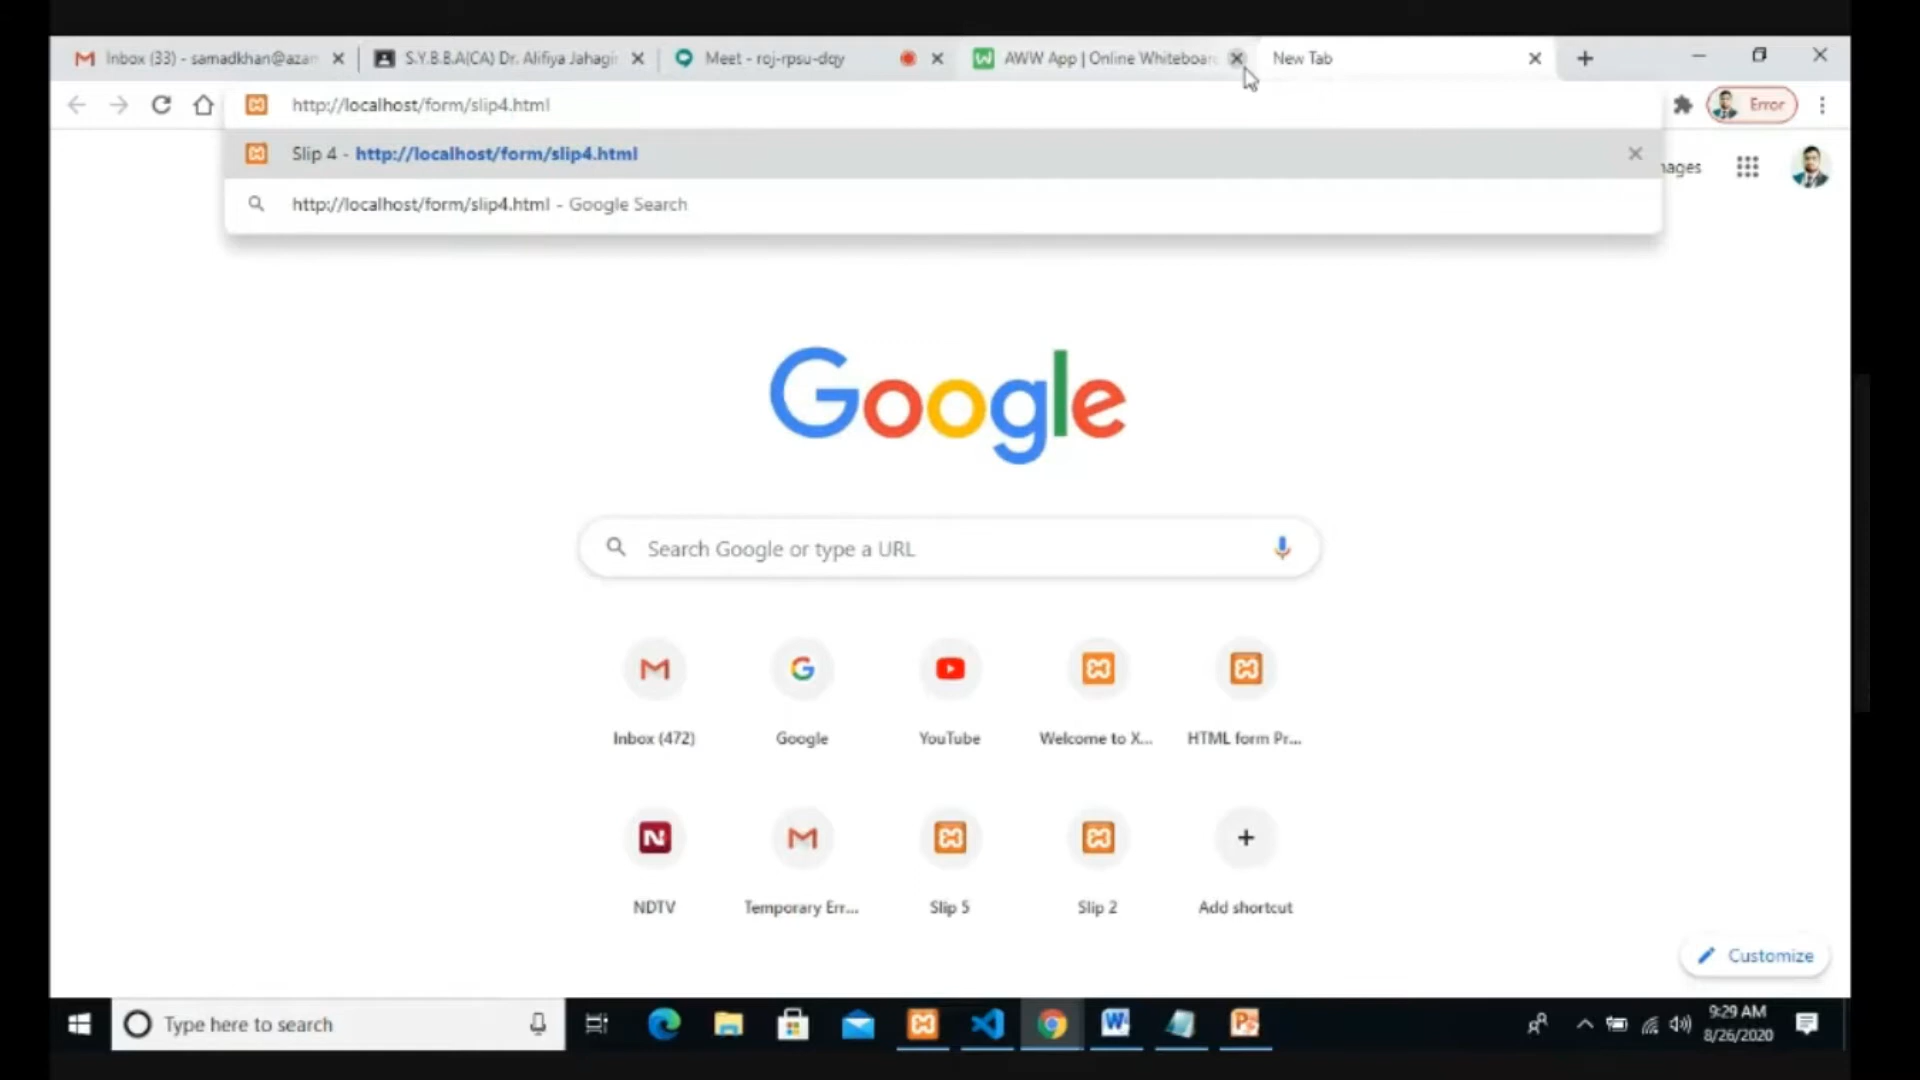 Inbox (33) - samadkhan@azam
S.Y.B.B.A(CA) Dr. Alifiya Jahagir
Meet - roj-rpsu-dqy
AWW App | Online Whiteboard
New Tab
http://localhost/form/slip4.html
Error
Slip 4 - http://localhost/form/slip4.html
ages
http://localhost/form/slip4.html - Google Search
Google
Search Google or type a URL
Inbox (472)
Google
YouTube
Welcome to X...
HTML form Pr...
NDTV
Temporary Err...
Slip 5
Slip 2
Add shortcut
Customize
Type here to search
9:29 AM
8/26/2020